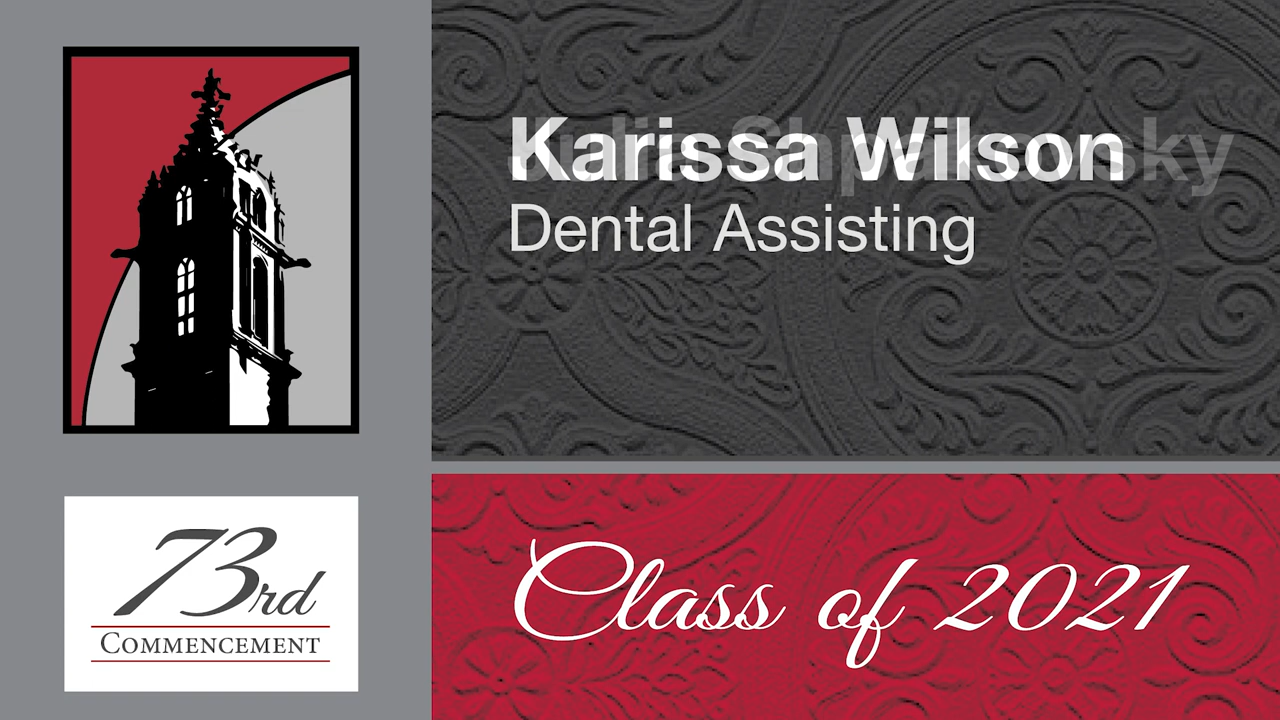 Karissa Wilson
Dental Assisting
73rd
COMMENCEMENT
Class of 2021